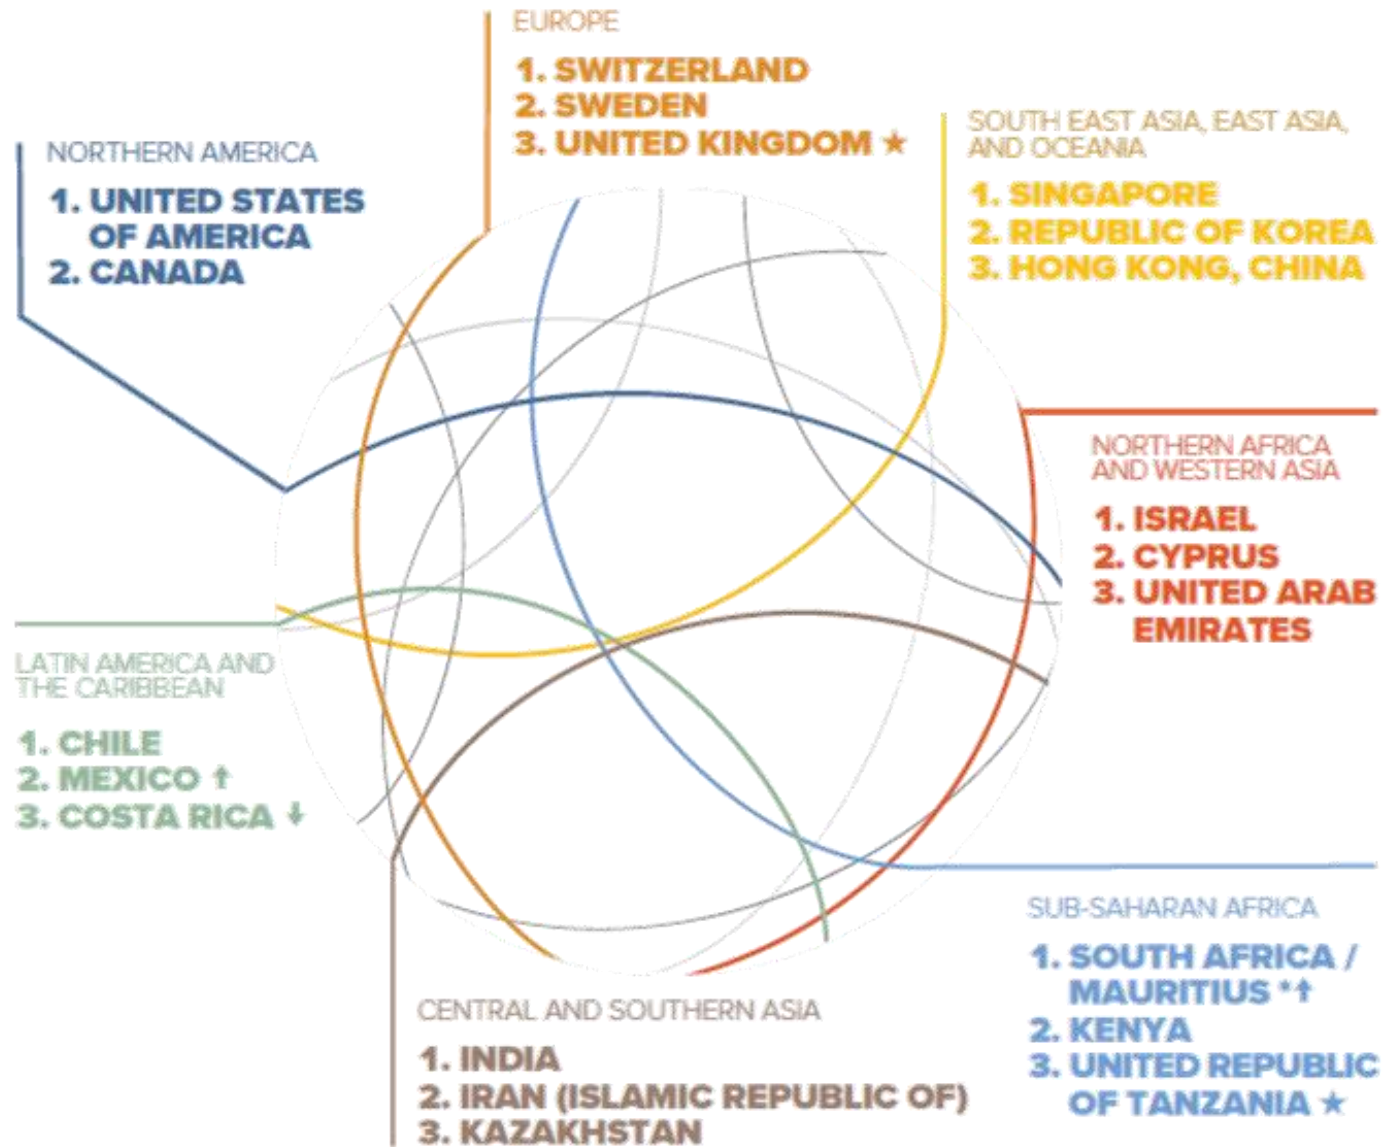 EUROPE
1. SWITZERLAND
2. SWEDEN
3. UNITED KINGDOM ★
NORTHERN AMERICA
1. UNITED STATES
OF AMERICA
2. CANADA
SOUTH EAST ASIA, EAST ASIA,
AND OCEANIA
1. SINGAPORE
2. REPUBLIC OF KOREA
3. HONG KONG, CHINA
NORTHERN AFRICA
AND WESTERN ASIA
1. ISRAEL
2. CYPRUS
3. UNITED ARAB
EMIRATES
LATIN AMERICA AND
THE CARIBBEAN
1. CHILE
2. MEXICO ↑
3. COSTA RICA ↓
SUB-SAHARAN AFRICA
1. SOUTH AFRICA /
MAURITIUS *↑
2. KENYA
3. UNITED REPUBLIC
OF TANZANIA ★
CENTRAL AND SOUTHERN ASIA
1. INDIA
2. IRAN (ISLAMIC REPUBLIC OF)
3. KAZAKHSTAN